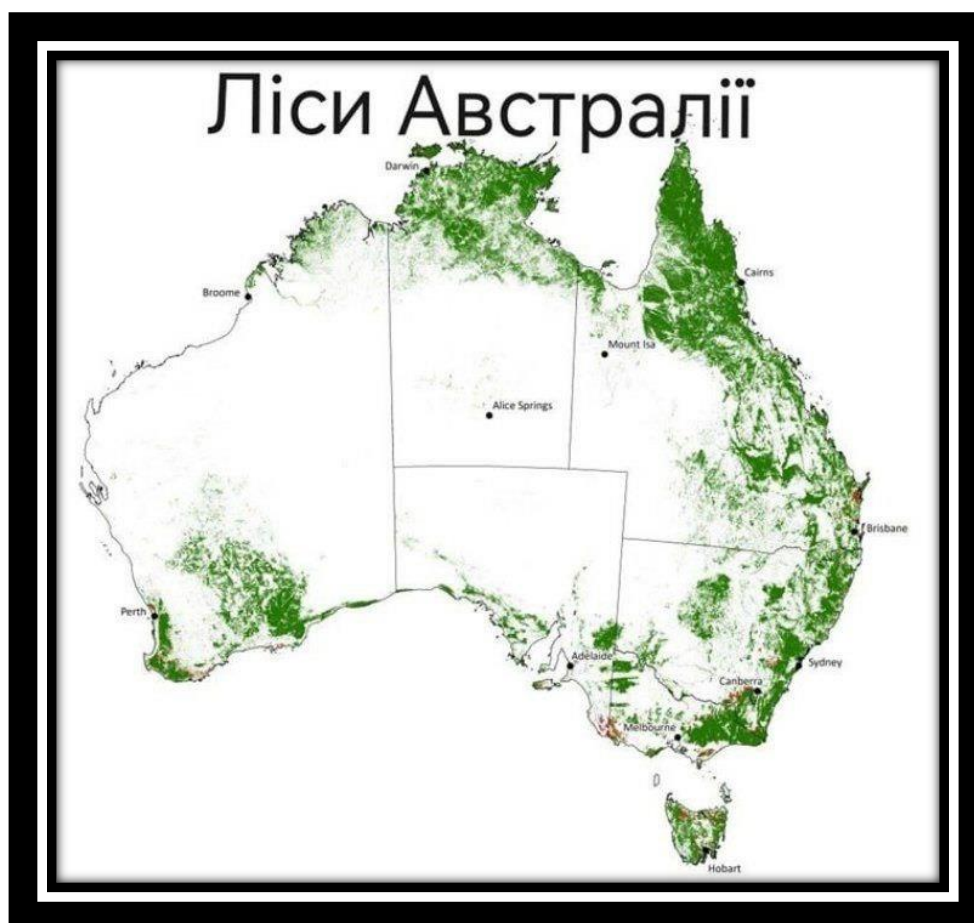 Ліси Австралії
Darwin
Cairns
Broome
Mount Isa
Alice Springs
Brisbane
Perth
Adelaide
Sydney
Canberra
Melbourne
Hobart